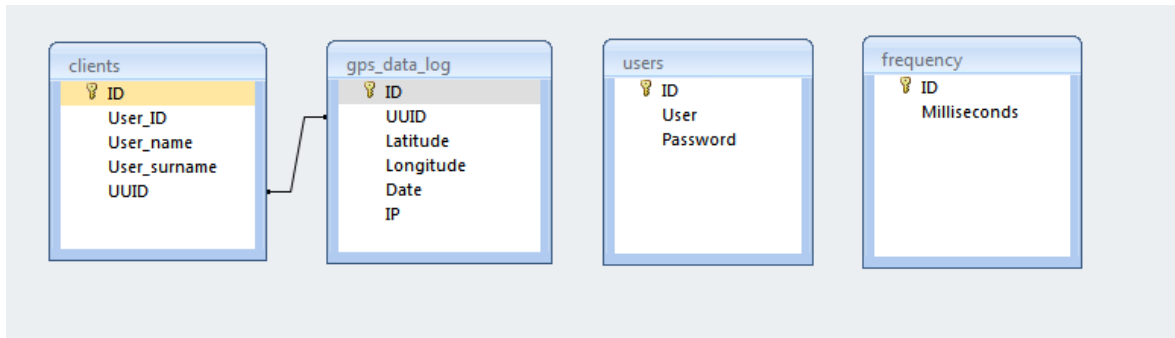 clients
ID
User_ID
User_name
User_surname
UUID
gps_data_log
ID
UUID
Latitude
Longitude
Date
IP
users
ID
User
Password
frequency
ID
Milliseconds